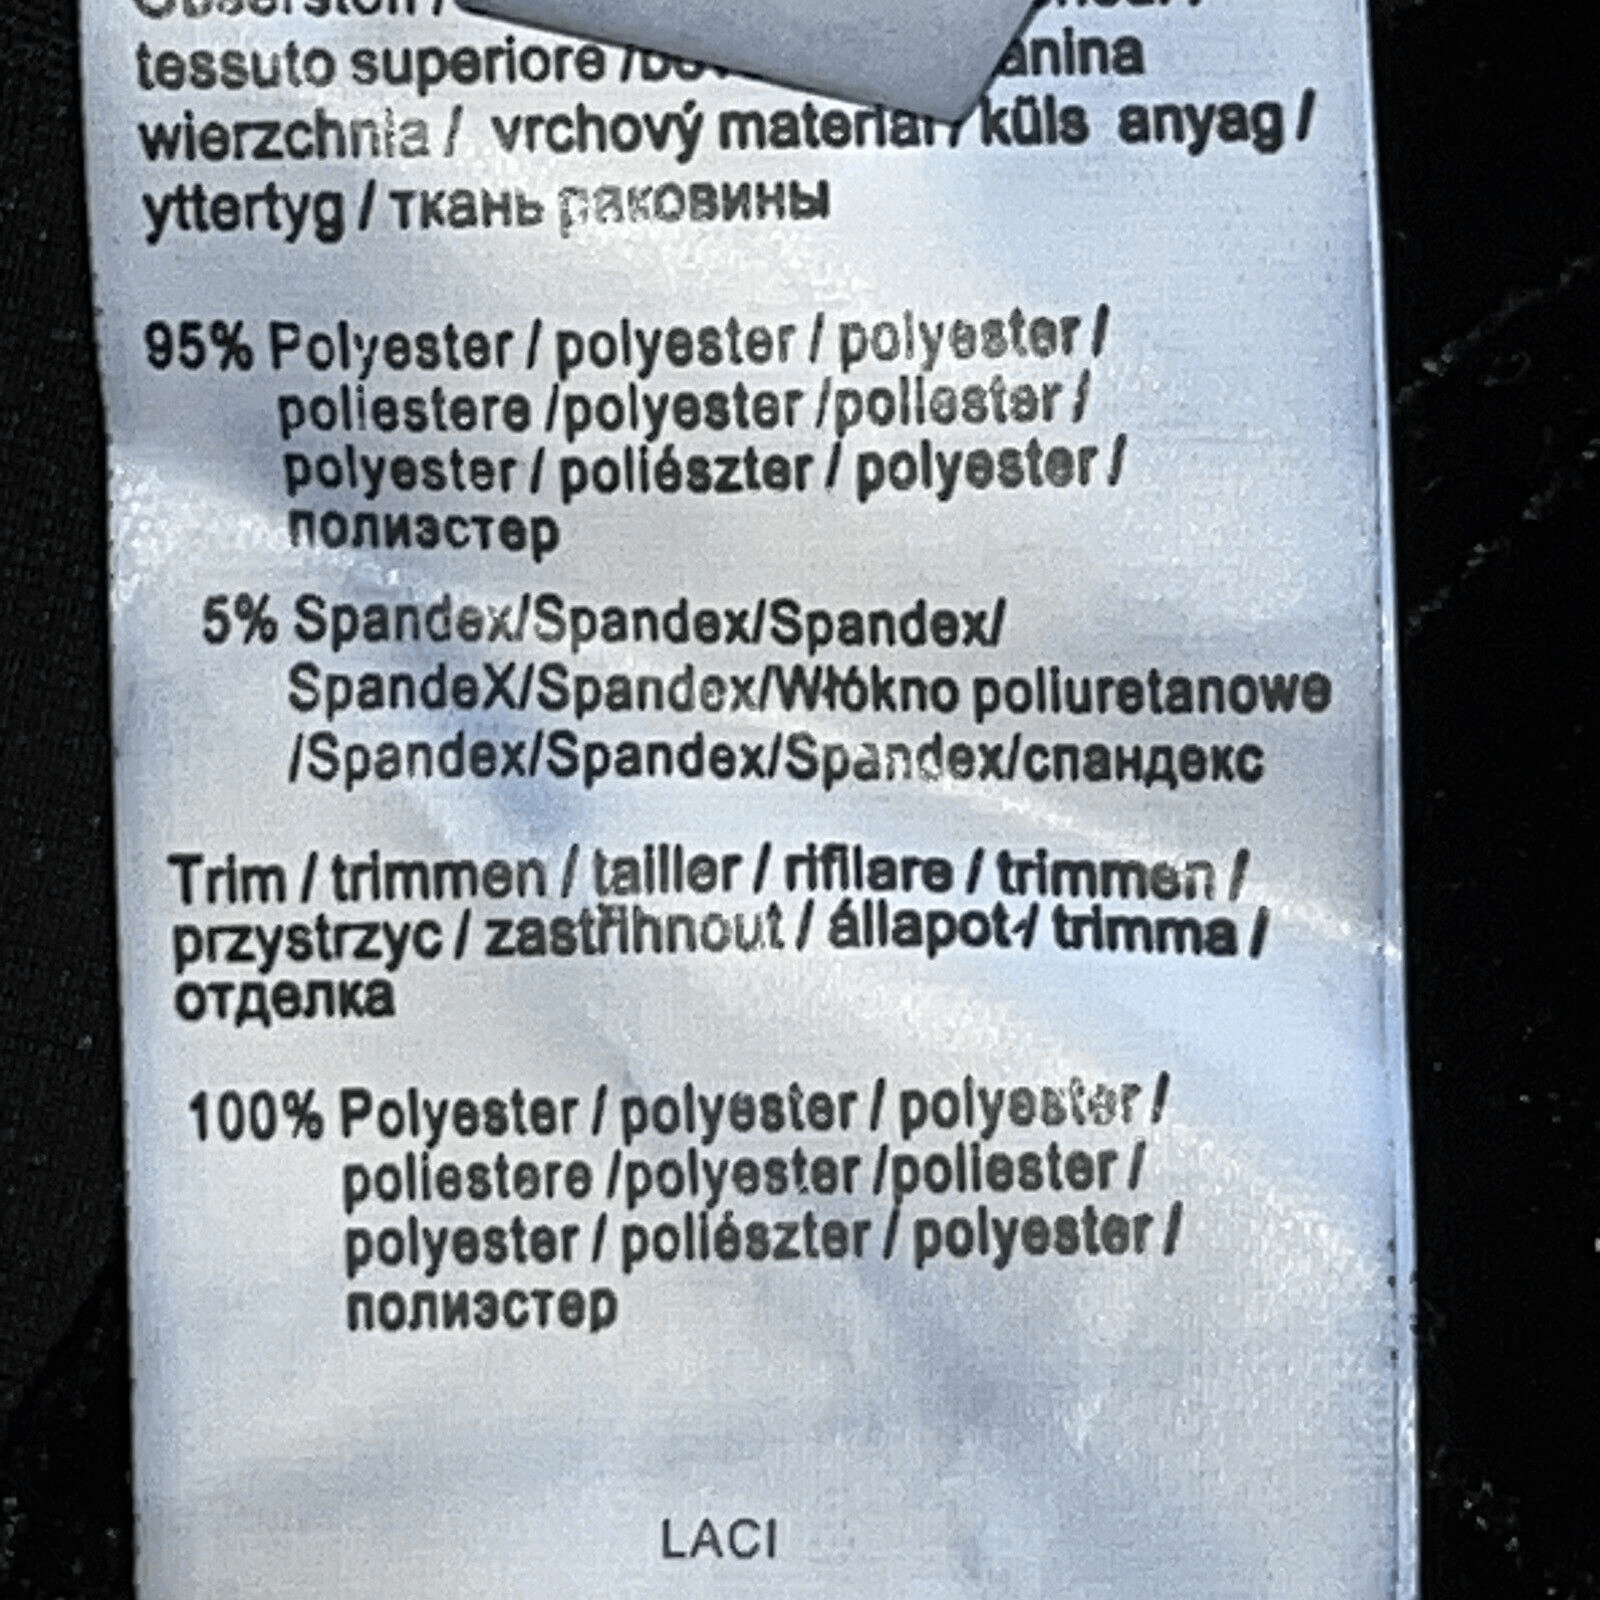 tessuto superiore /
wierzchnia / vrchový material / küls anyag /
yttertyg / ткань раковины
95% Polyester / polyester / polyester /
poliestere /polyester /poliester /
polyester / poliészter / polyester /
полиэстер
5% Spandex/Spandex/Spandex/
SpandeX/Spandex/Włókno poliuretanowe
/Spandex/Spandex/Spandex/спандекс
Trim / trimmen / tailler / rifilare / trimmen /
przystrzyc / zastřihnout / állapot-/ trimma /
отделка
100% Polyester / polyester / polyester /
poliestere /polyester /poliester /
polyester / poliészter / polyester /
полиэстер
LACI